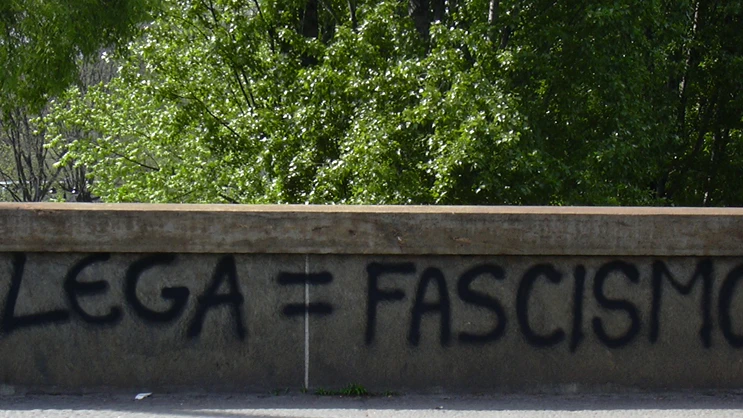 LEGA = FASCISMO